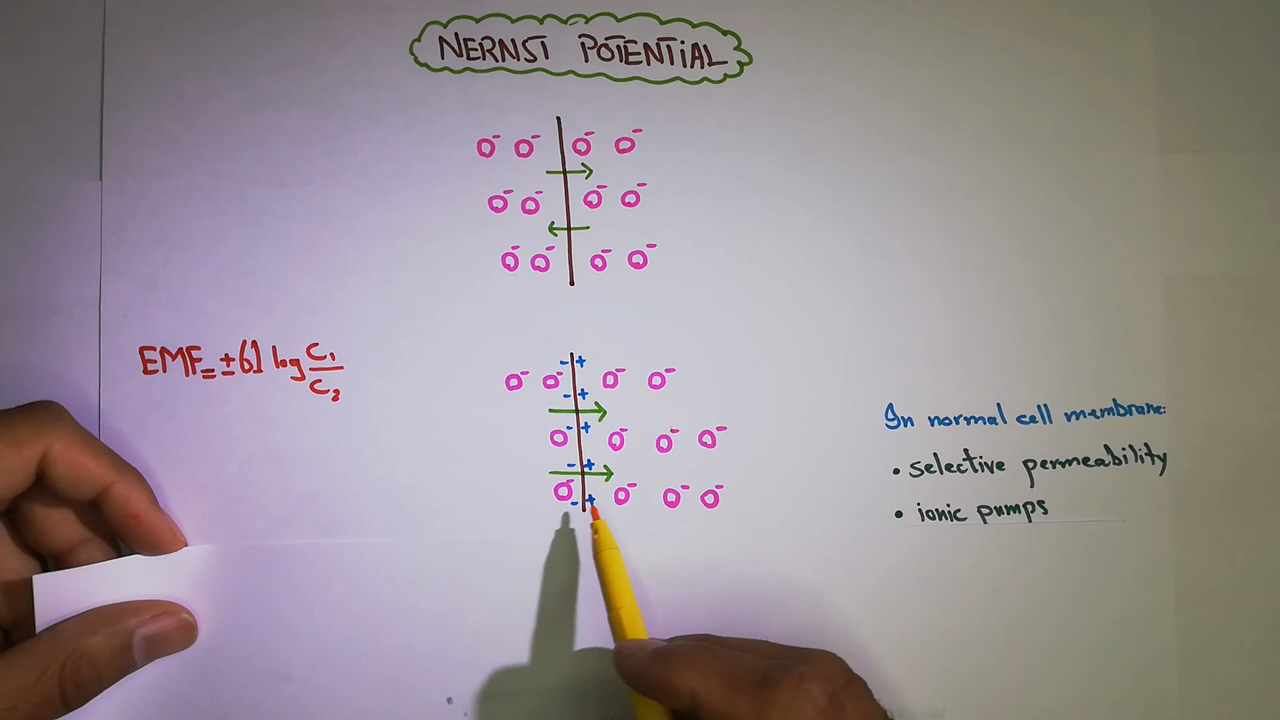 NERNST POTENTIAL
O⁻ O⁻ O⁻ O⁻
O⁻ O⁻ O⁻ O⁻
O⁻ O⁻ O⁻ O⁻
EMF=±61 log C₁/C₂
- +
O⁻ O⁻ O⁻ O⁻
- +
- +
O⁻ O⁻ O⁻ O⁻
- +
O⁻ O⁻ O⁻ O⁻
- +
In normal cell membrane:
• selective permeability
• ionic pumps